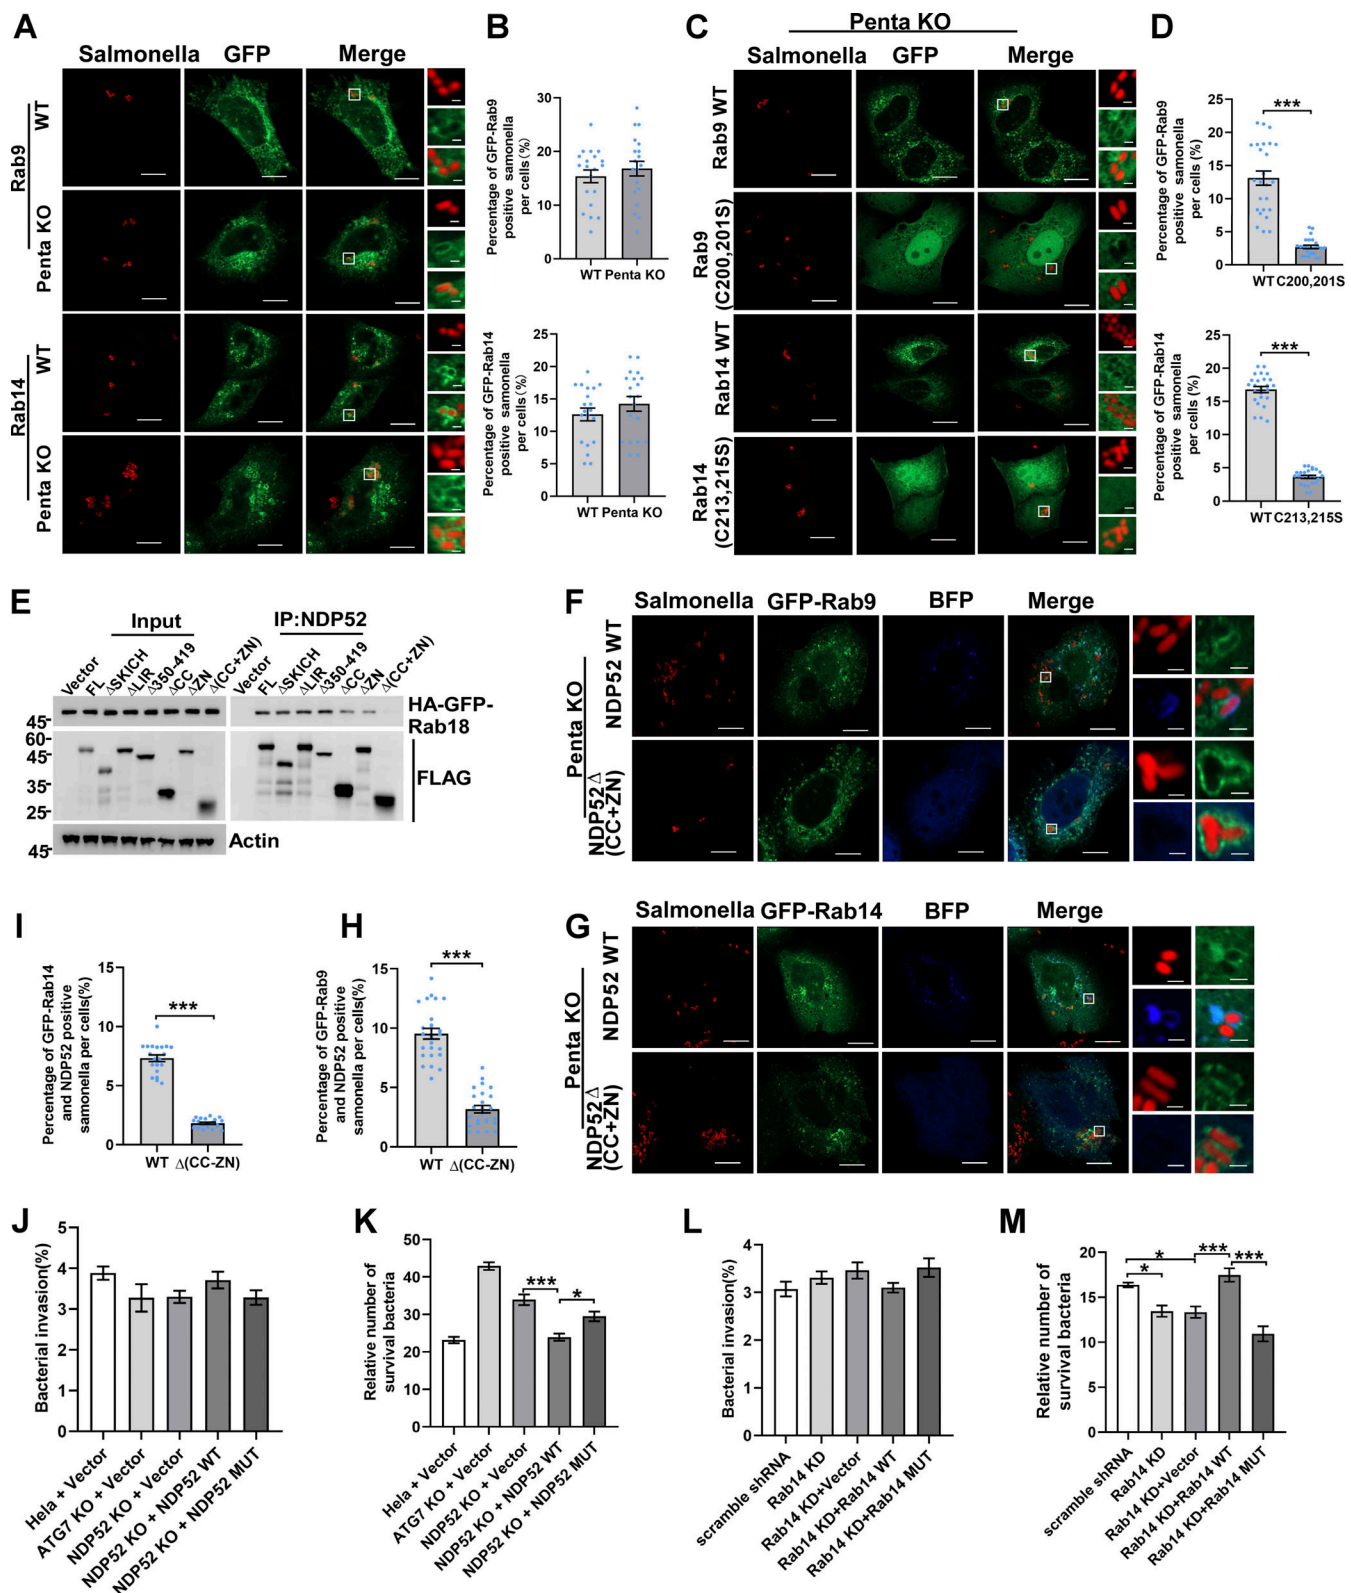 A
Salmonella GFP Merge
Rab9
WT
Penta KO
Rab14
WT
Penta KO
B
Percentage of GFP-Rab9
positive samonella
per cells (%)
30
20
10
0
WT Penta KO
Percentage of GFP-Rab14
positive samonella
per cells(%)
25
20
15
10
5
0
WT Penta KO
C
Penta KO
Salmonella GFP Merge
Rab9 WT
Rab9
(C200,201S)
Rab14 WT
Rab14
(C213,215S)
D
Percentage of GFP-Rab9
positive samonella
per cells (%)
25
20
15
10
5
0
***
WT C200,201S
Percentage of GFP-Rab14
positive samonella
per cells (%)
25
20
15
10
5
0
***
WT C213,215S
E
Input
IP:NDP52
Vector
FL
ΔSKICH
ΔLIR
Δ350-419
ΔCC
ΔZN
Δ(CC+ZN)
Vector
FL
ΔSKICH
ΔLIR
Δ350-419
ΔCC
ΔZN
Δ(CC+ZN)
45
60
45
35
25
45
HA-GFP-
Rab18
FLAG
Actin
F
Salmonella GFP-Rab9 BFP Merge
Penta KO
NDP52 WT
NDP52Δ
(CC+ZN)
I
Percentage of GFP-Rab14
and NDP52 positive
samonella per cells(%)
15
10
5
0
***
WT Δ(CC-ZN)
H
Percentage of GFP-Rab9
and NDP52 positive
samonella per cells(%)
15
10
5
0
***
WT Δ(CC-ZN)
G
Salmonella GFP-Rab14 BFP Merge
Penta KO
NDP52 WT
NDP52Δ
(CC+ZN)
J
Bacterial invasion(%)
5
4
3
2
1
0
Hela + Vector
ATG7 KO + Vector
NDP52 KO + Vector
NDP52 KO + NDP52 WT
NDP52 KO + NDP52 MUT
K
Relative number of
survival bacteria
50
40
30
20
10
0
***
*
Hela + Vector
ATG7 KO + Vector
NDP52 KO + Vector
NDP52 KO + NDP52 WT
NDP52 KO + NDP52 MUT
L
Bacterial invasion(%)
4
3
2
1
0
scramble shRNA
Rab14 KD
Rab14 KD+Vector
Rab14 KD+Rab14 WT
Rab14 KD+Rab14 MUT
M
Relative number of
survival bacteria
20
15
10
5
0
*
*
***
***
scramble shRNA
Rab14 KD
Rab14 KD+Vector
Rab14 KD+Rab14 WT
Rab14 KD+Rab14 MUT